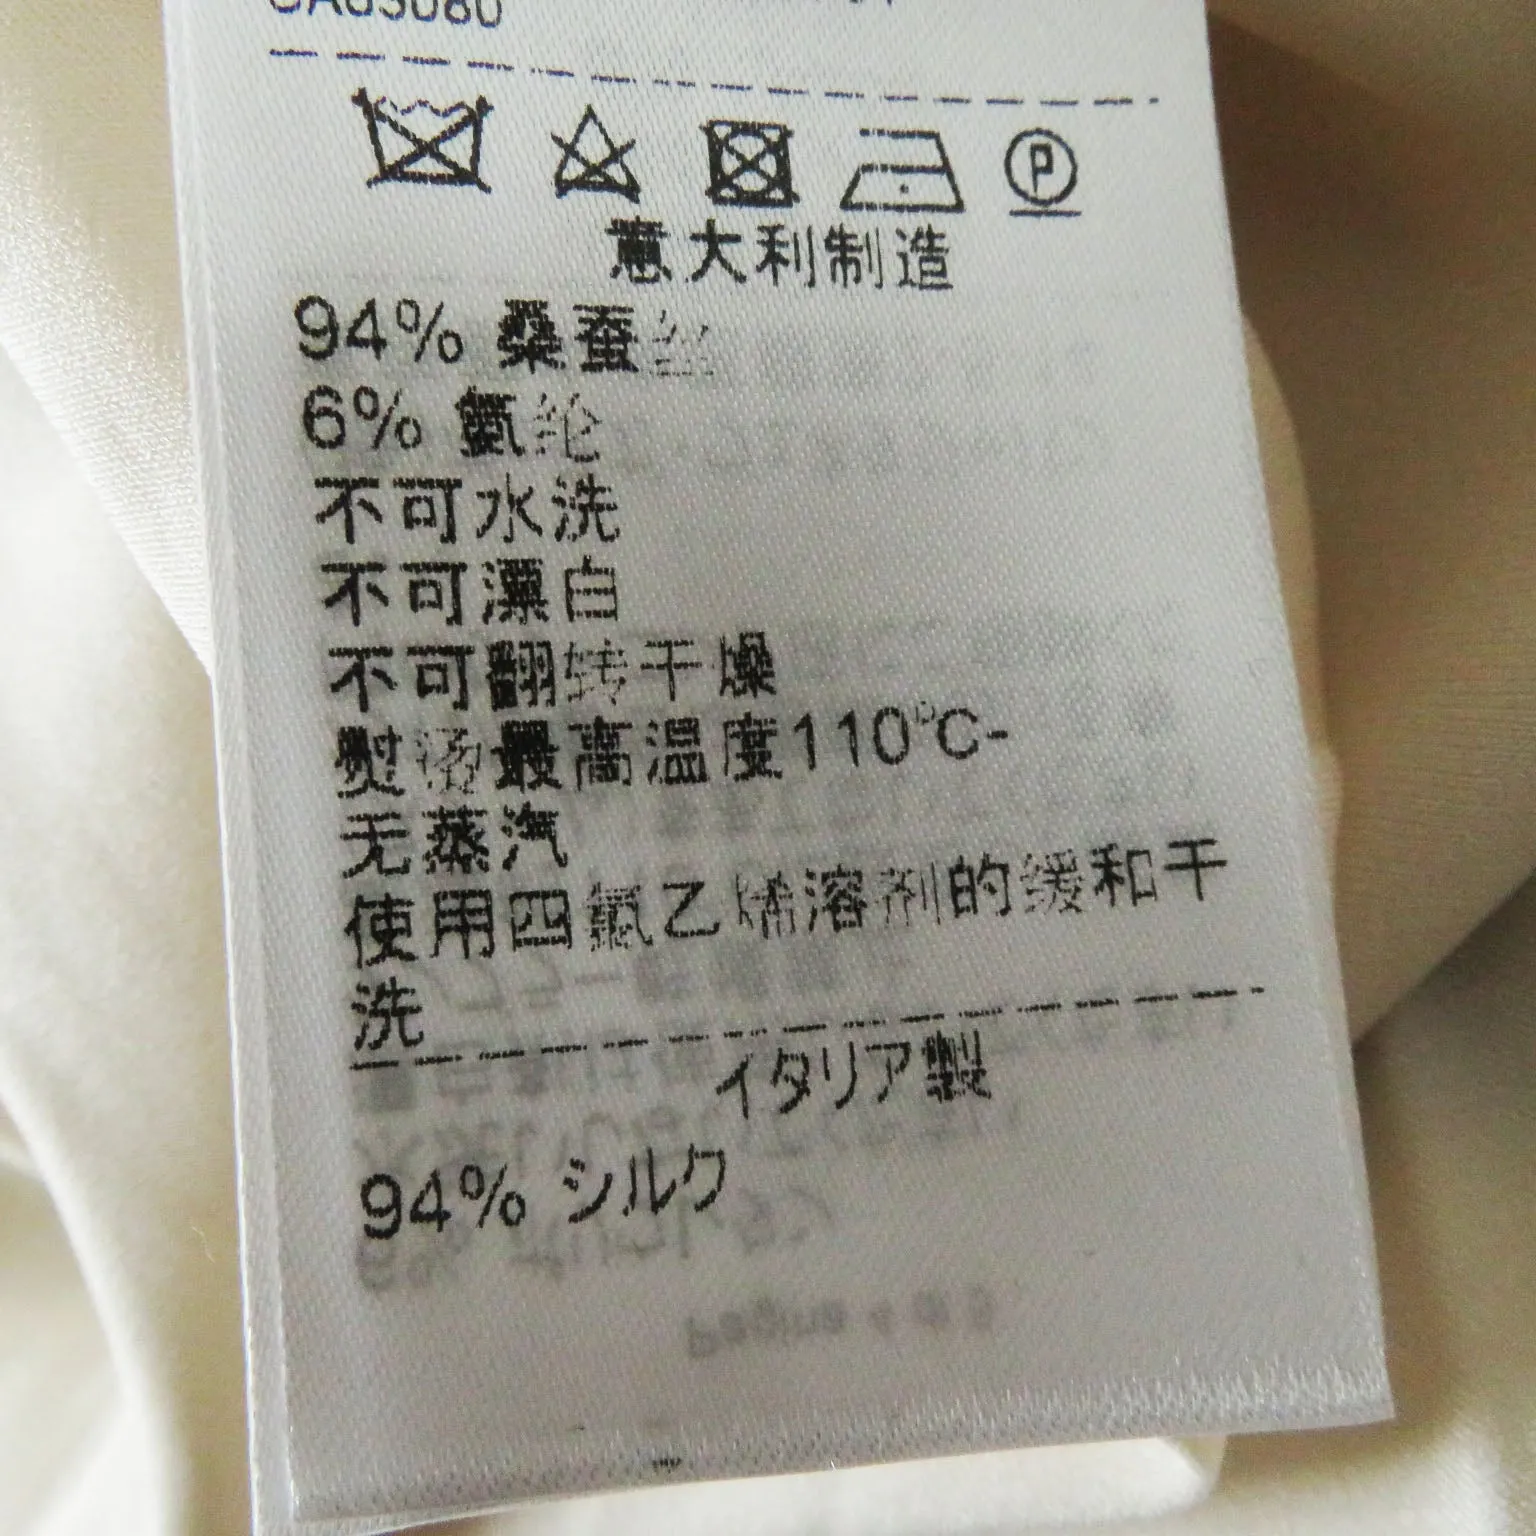 94% 桑蚕丝
意大利制造
6% 氨纶
不可水洗
不可漂白
不可翻转干燥
熨烫最高温度110°C-
无蒸汽
使用四氯乙烯溶剂的缓和干
洗
イタリア製
94% シルク